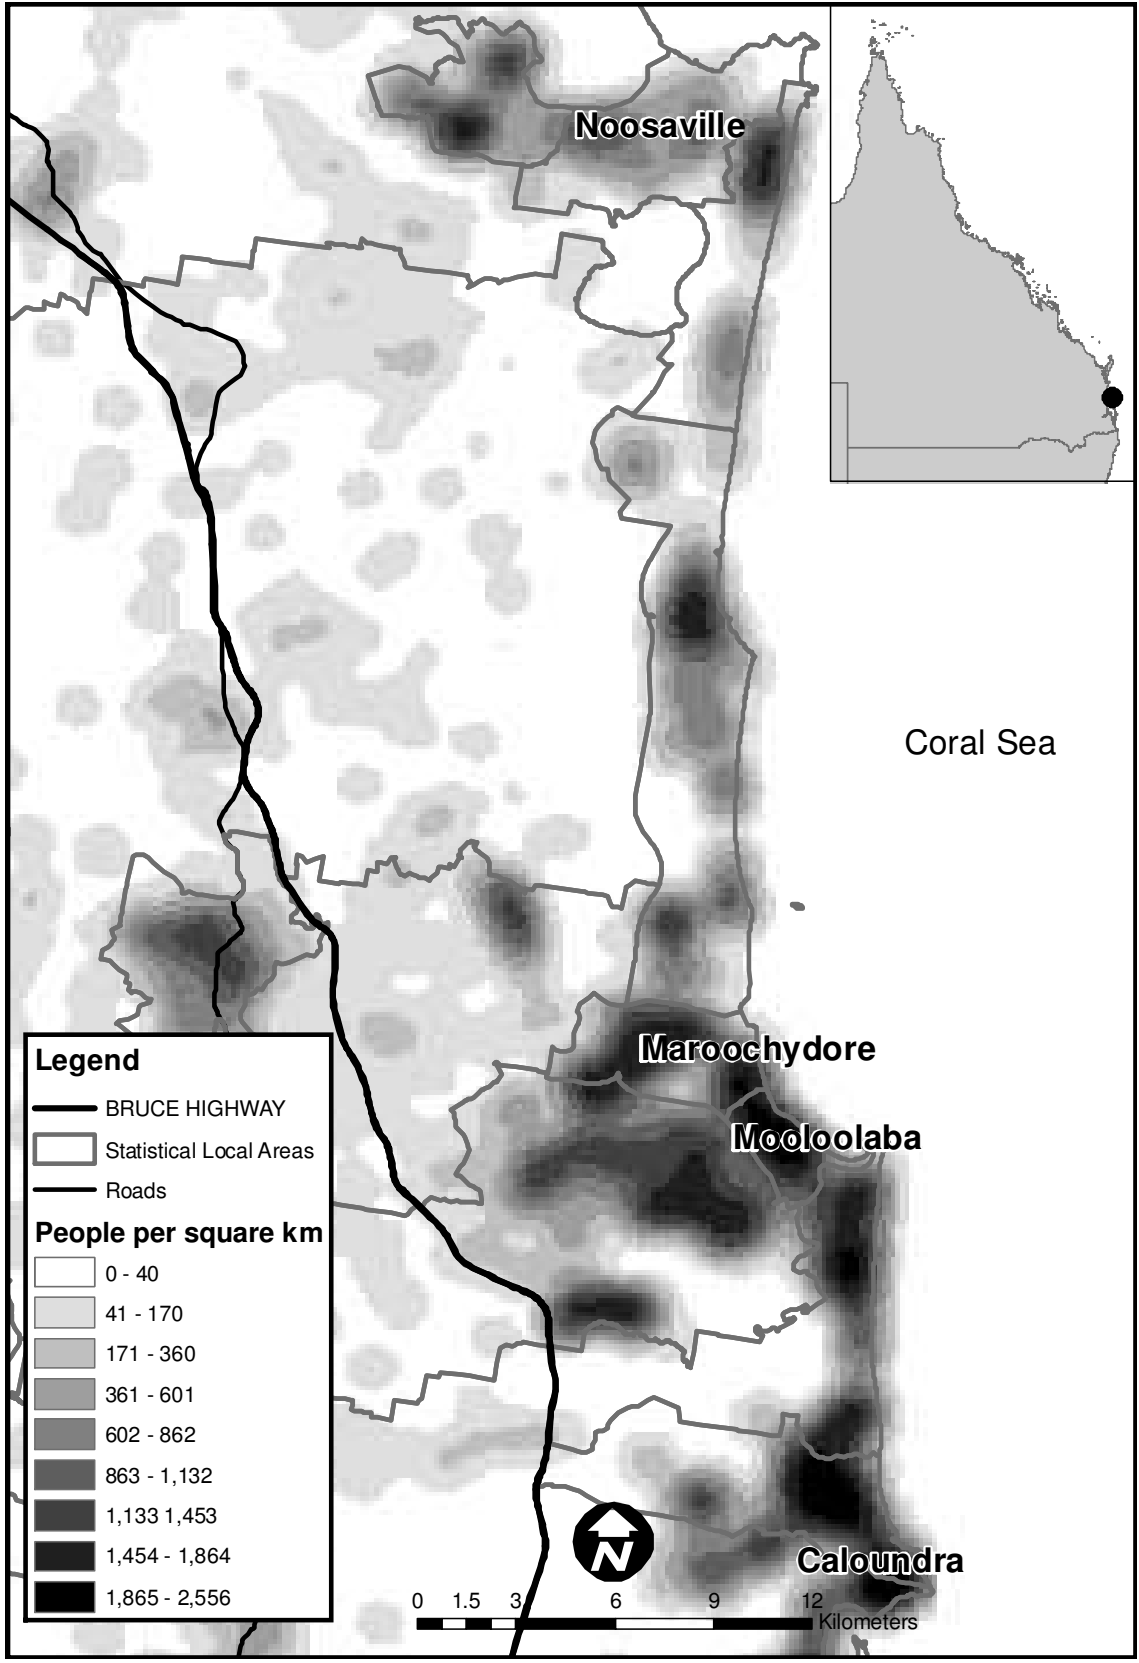 Noosaville
Coral Sea
Maroochydore
Mooloolaba
Legend
BRUCE HIGHWAY
Statistical Local Areas
Roads
People per square km
0 - 40
41 - 170
171 - 360
361 - 601
602 - 862
863 - 1,132
1,133 1,453
1,454 - 1,864
1,865 - 2,556
N
Caloundra
0 1.5 3 6 9 12
Kilometers